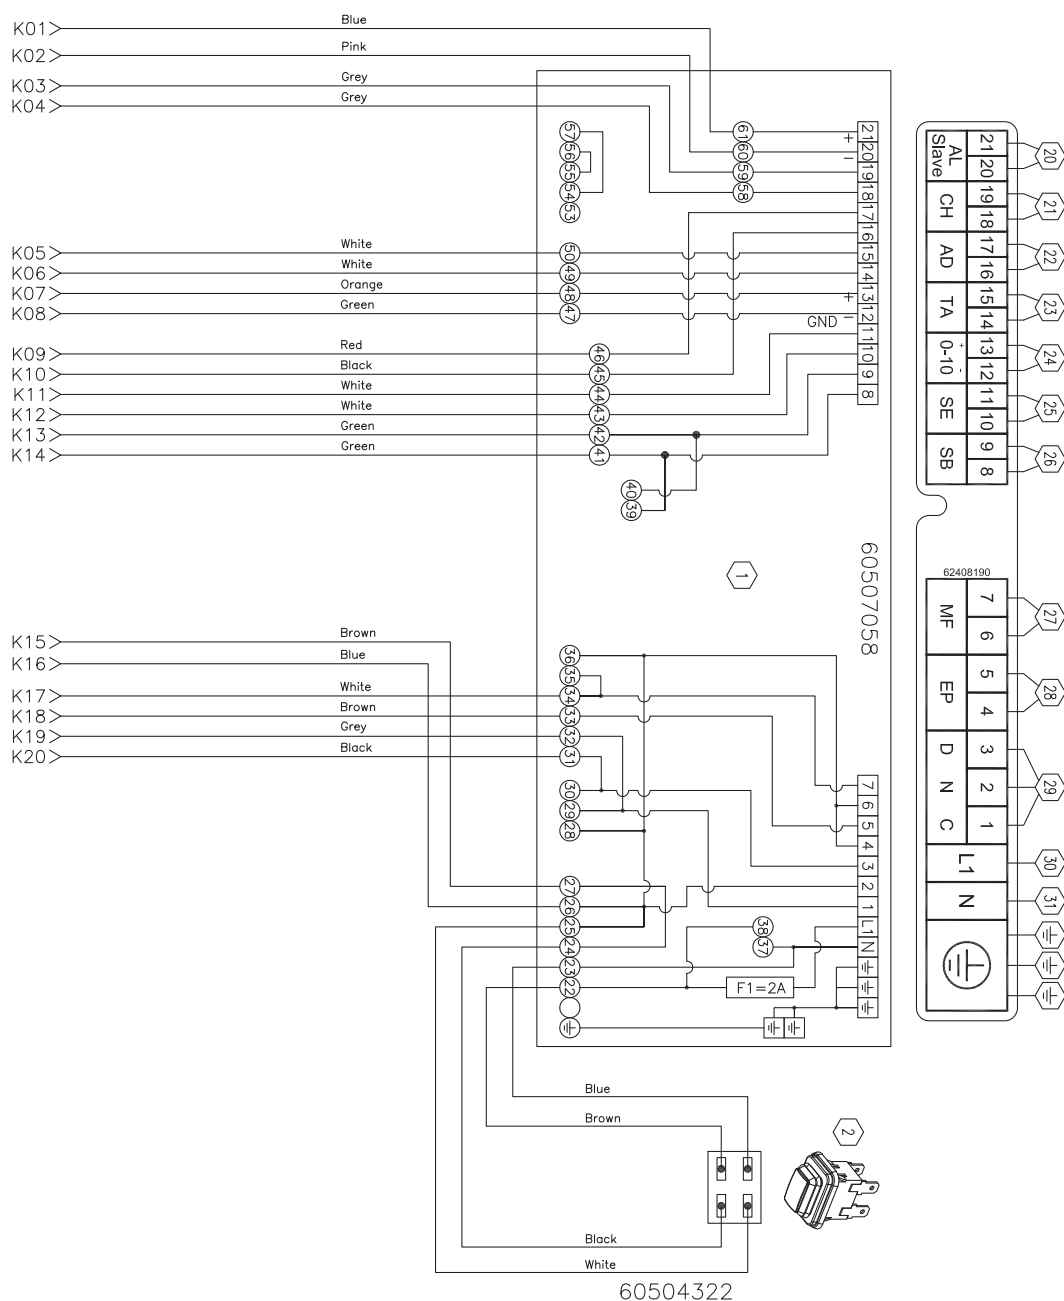 K01 Blue
K02 Pink
K03 Grey
K04 Grey
57
56
55
54
53
61
60
59
58
21 +
20 −
19
18
17
16
15
14
13 +
12 −
GND
11
10
9
8
K05 White 50
K06 White 49
K07 Orange 48
K08 Green 47
K09 Red 46
K10 Black 45
K11 White 44
K12 White 43
K13 Green 42
K14 Green 41
40
39
1
60507058
K15 Brown
K16 Blue
K17 White
K18 Brown
K19 Grey
K20 Black
36
35
34
33
32
31
30
29
28
27
26
25
24
23
22
38
37
F1=2A
7
6
5
4
3
2
1
L1
N
21 20 AL Slave 20
19 18 CH 21
17 16 AD 22
15 14 TA 23
13 12 0-10 + - 24
11 10 SE 25
9 8 SB 26
62408190
7 6 MF 27
5 4 EP 28
3 2 1 D N C 29
L1 30
N 31
Blue
Brown
2
Black
White
60504322